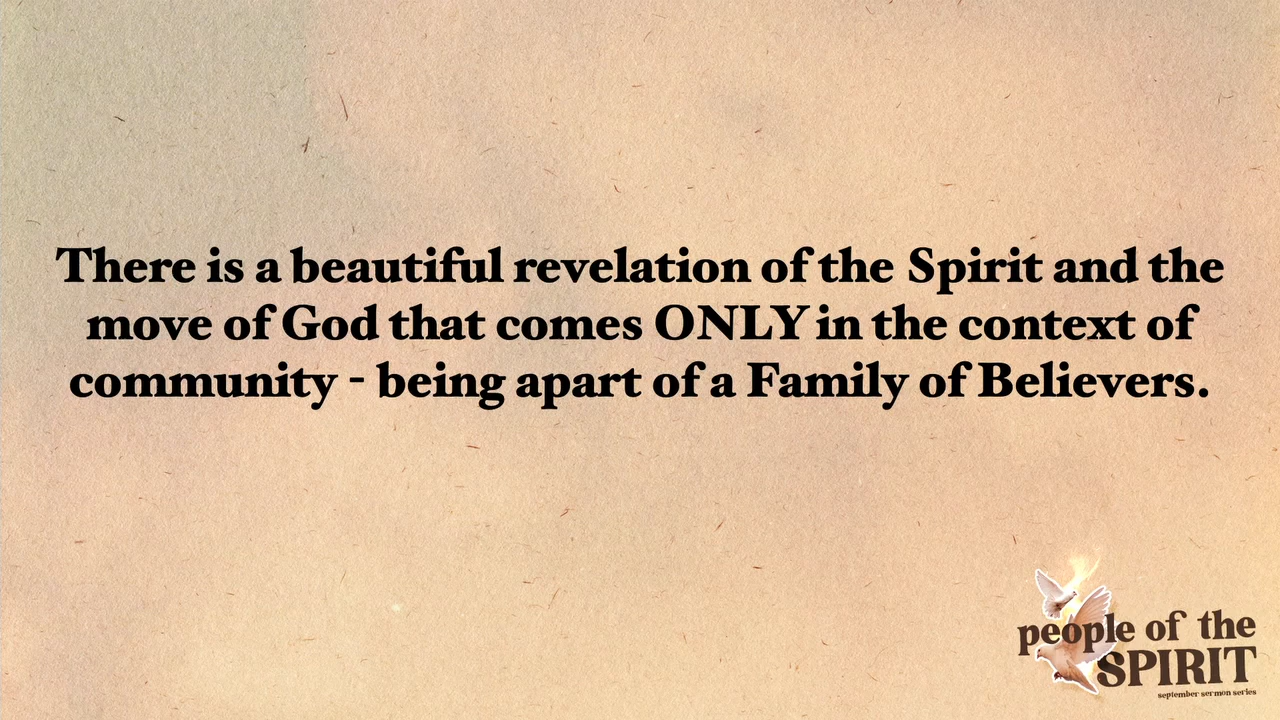 There is a beautiful revelation of the Spirit and the
move of God that comes ONLY in the context of
community - being apart of a Family of Believers.
people of the
SPIRIT
september sermon series